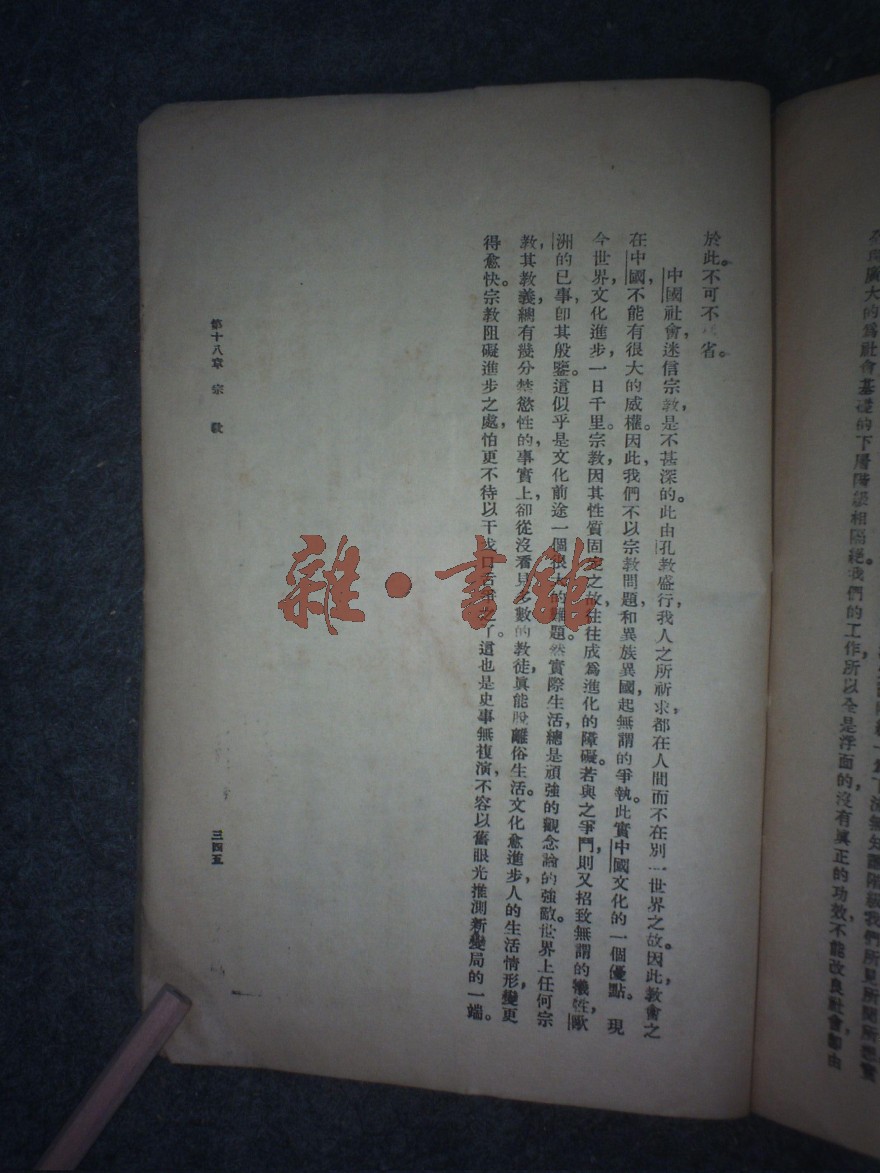 廣大的爲社會基礎的下層階級相隔絕。我們的工作,所以全是浮面的,沒有眞正的功效,不能改良社會,都由
於此。不可不省。
中國社會,迷信宗教,是不甚深的。此由孔教盛行,我人之所祈求,都在人間而不在別一世界之故。因此,教會之
在中國,不能有很大的威權。因此,我們不以宗教問題和異族異國,起無謂的爭執。此實中國文化的一個優點。現
今世界文化進步,一日千里。宗教因其性質固定之故,往往成爲進化的障礙。若與之爭鬥,則又招致無謂的犧牲,歐
洲的已事,卽其殷鑒。這似乎是文化前途一個很大的難題。然實際生活,總是頑強的觀念論的強敵。世界上任何宗
教,其教義,總有幾分禁慾性的,事實上,卻從沒看見多數的教徒,眞能脫離俗生活。文化愈進步,人的生活情形,變更
得愈快。宗教阻礙進步之處,怕更不待以干戈口舌爭之了。這也是史事無複演,不容以舊眼光推測新變局的一端。
第十八章 宗教
三四五
雜·書館